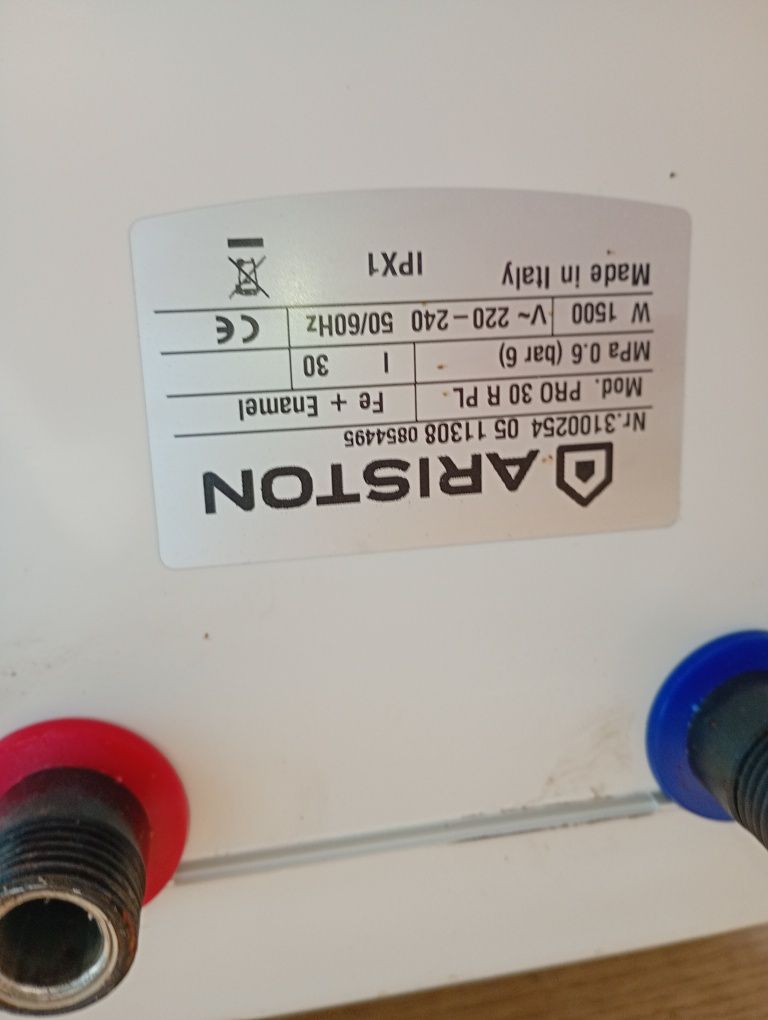 ARISTON
Nr.3100254 05 11308 0854495
Mod. PRO 30 R PL Fe + Enamel
MPa 0.6 (bar 6) l 30
W 1500 V~ 220-240 50/60Hz CE
Made in Italy IPX1